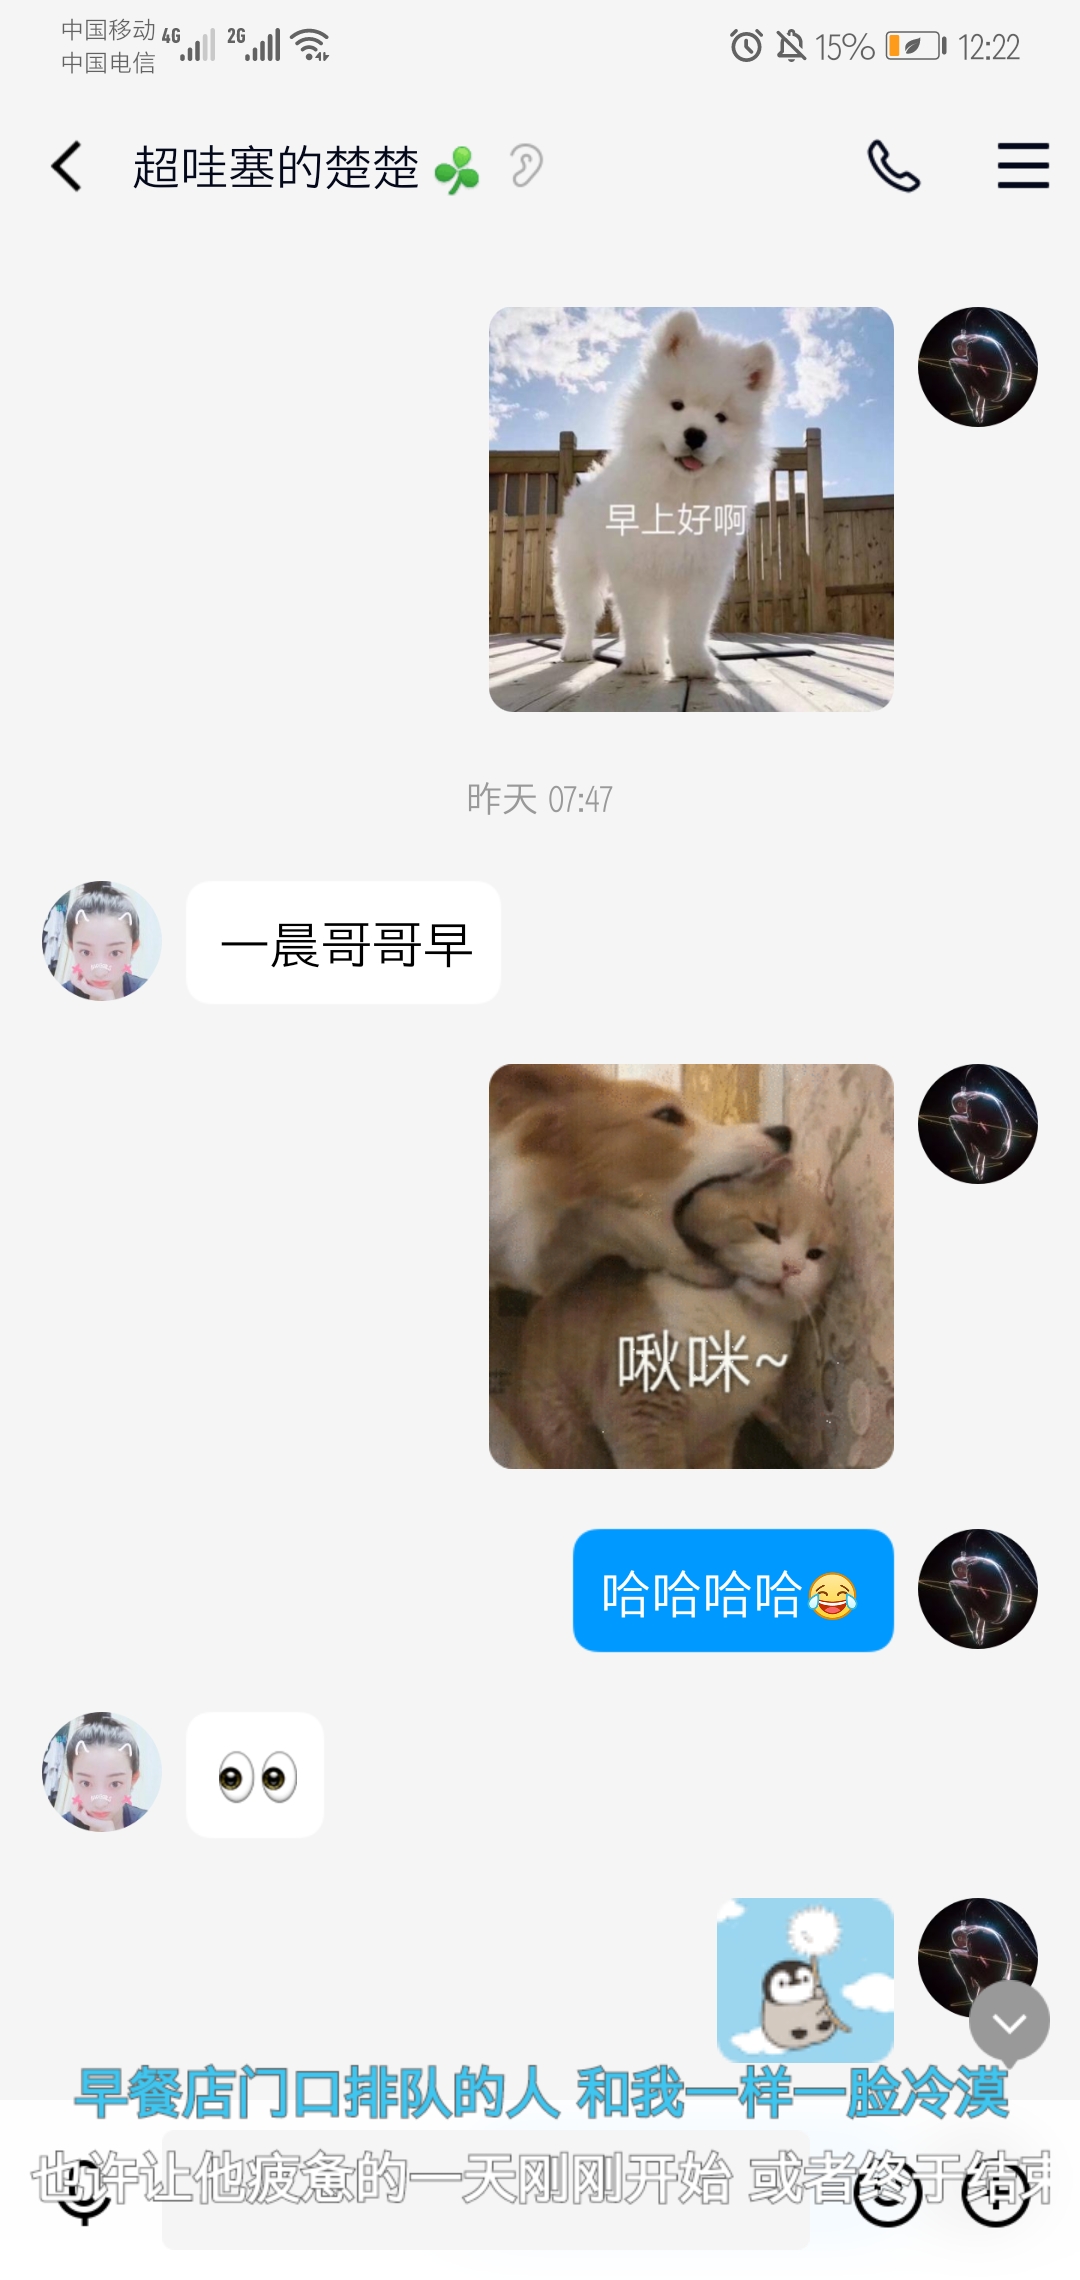 中国移动 4G 2G
中国电信
15% 12:22
超哇塞的楚楚☘️
早上好啊
昨天 07:47
一晨哥哥早
啾咪~
哈哈哈哈😂
👀
早餐店门口排队的人 和我一样一脸冷漠
也许让他疲惫的一天刚刚开始 或者终于结束